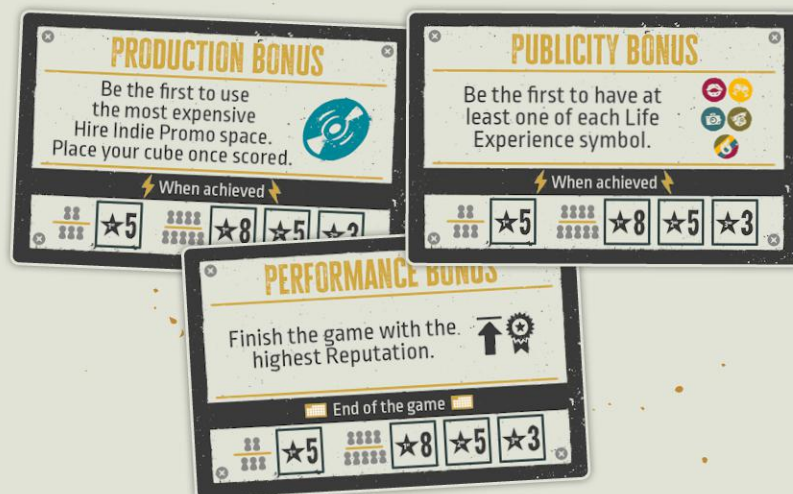 PRODUCTION BONUS
Be the first to use
the most expensive
Hire Indie Promo space.
Place your cube once scored.
When achieved
5
8
5
PUBLICITY BONUS
Be the first to have at
least one of each Life
Experience symbol.
When achieved
5
8
5
3
PERFORMANCE BONUS
Finish the game with the
highest Reputation.
End of the game
5
8
5
3